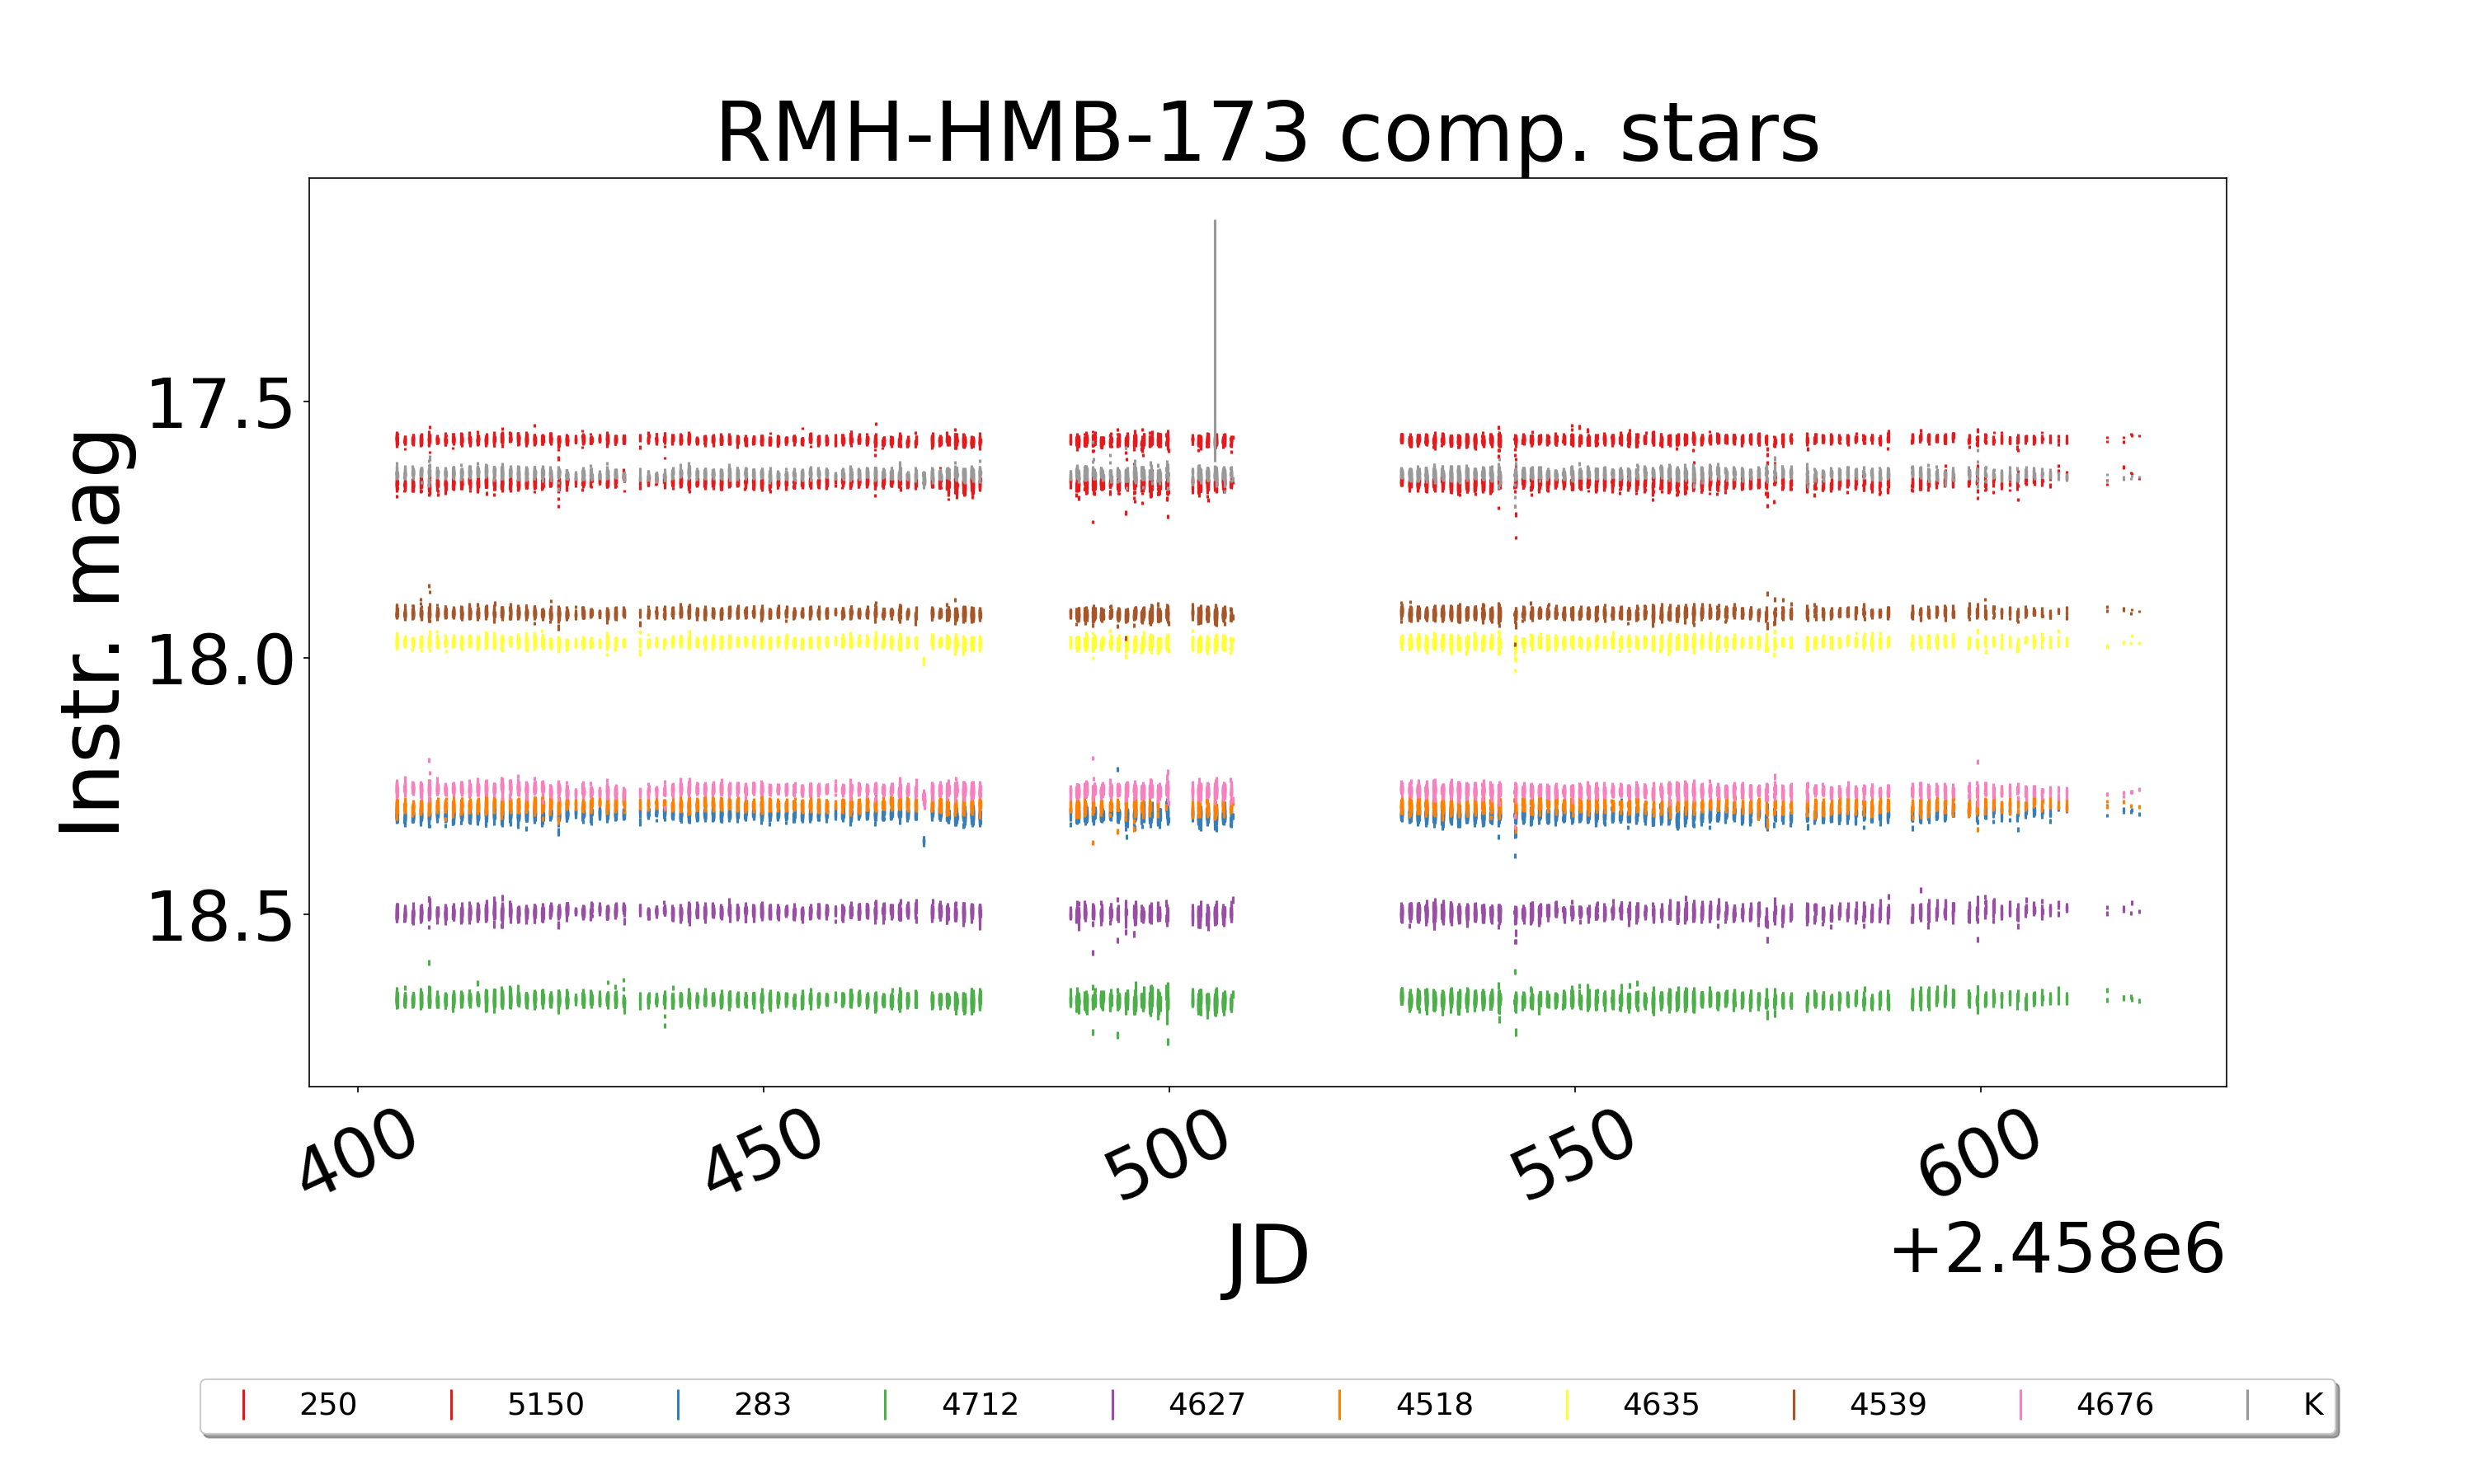 RMH-HMB-173 comp. stars
Instr. mag
17.5
18.0
18.5
400 450 500 550 600
JD
+2.458e6
250 5150 283 4712 4627 4518 4635 4539 4676 K